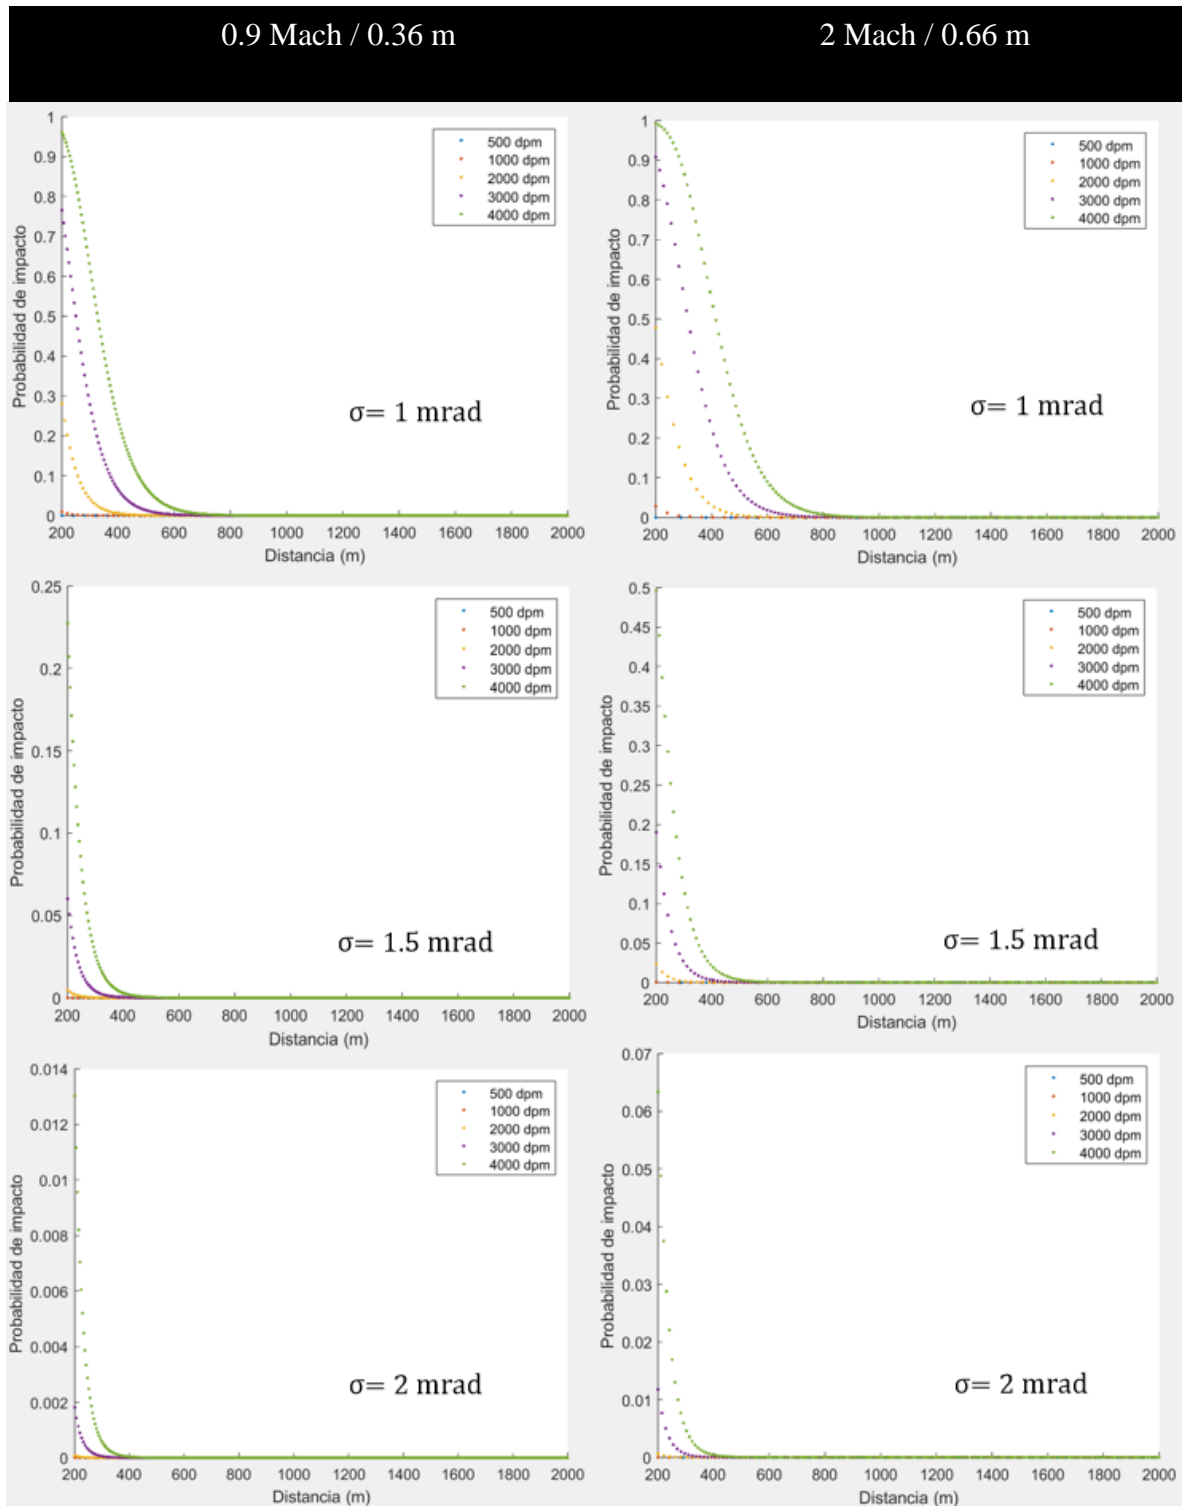 0.9 Mach / 0.36 m
2 Mach / 0.66 m
1
0.9
0.8
0.7
0.6
0.5
0.4
0.3
0.2
0.1
0
Probabilidad de impacto
500 dpm
1000 dpm
2000 dpm
3000 dpm
4000 dpm
σ= 1 mrad
200 400 600 800 1000 1200 1400 1600 1800 2000
Distancia (m)
1
0.9
0.8
0.7
0.6
0.5
0.4
0.3
0.2
0.1
0
Probabilidad de impacto
500 dpm
1000 dpm
2000 dpm
3000 dpm
4000 dpm
σ= 1 mrad
200 400 600 800 1000 1200 1400 1600 1800 2000
Distancia (m)
0.25
0.2
0.15
0.1
0.05
0
Probabilidad de impacto
500 dpm
1000 dpm
2000 dpm
3000 dpm
4000 dpm
σ= 1.5 mrad
200 400 600 800 1000 1200 1400 1600 1800 2000
Distancia (m)
0.5
0.45
0.4
0.35
0.3
0.25
0.2
0.15
0.1
0.05
0
Probabilidad de impacto
500 dpm
1000 dpm
2000 dpm
3000 dpm
4000 dpm
σ= 1.5 mrad
200 400 600 800 1000 1200 1400 1600 1800 2000
Distancia (m)
0.014
0.012
0.01
0.008
0.006
0.004
0.002
0
Probabilidad de impacto
500 dpm
1000 dpm
2000 dpm
3000 dpm
4000 dpm
σ= 2 mrad
200 400 600 800 1000 1200 1400 1600 1800 2000
Distancia (m)
0.07
0.06
0.05
0.04
0.03
0.02
0.01
0
Probabilidad de impacto
500 dpm
1000 dpm
2000 dpm
3000 dpm
4000 dpm
σ= 2 mrad
200 400 600 800 1000 1200 1400 1600 1800 2000
Distancia (m)